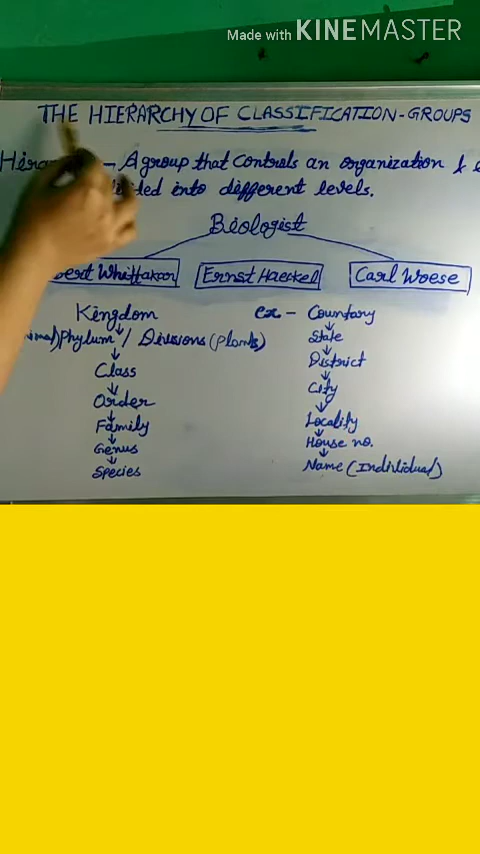 Made with KINEMASTER
THE HIERARCHY OF CLASSIFICATION-GROUPS
- A group that controls an organization &
into different levels.
Biologist
Whittakar Ernst Haeckel Carl Woese
Kingdom ex - Countary
Phylum / Divisions (Plants) State
Class District
Order City
Family Locality
Genus House no.
Species Name (Individual)